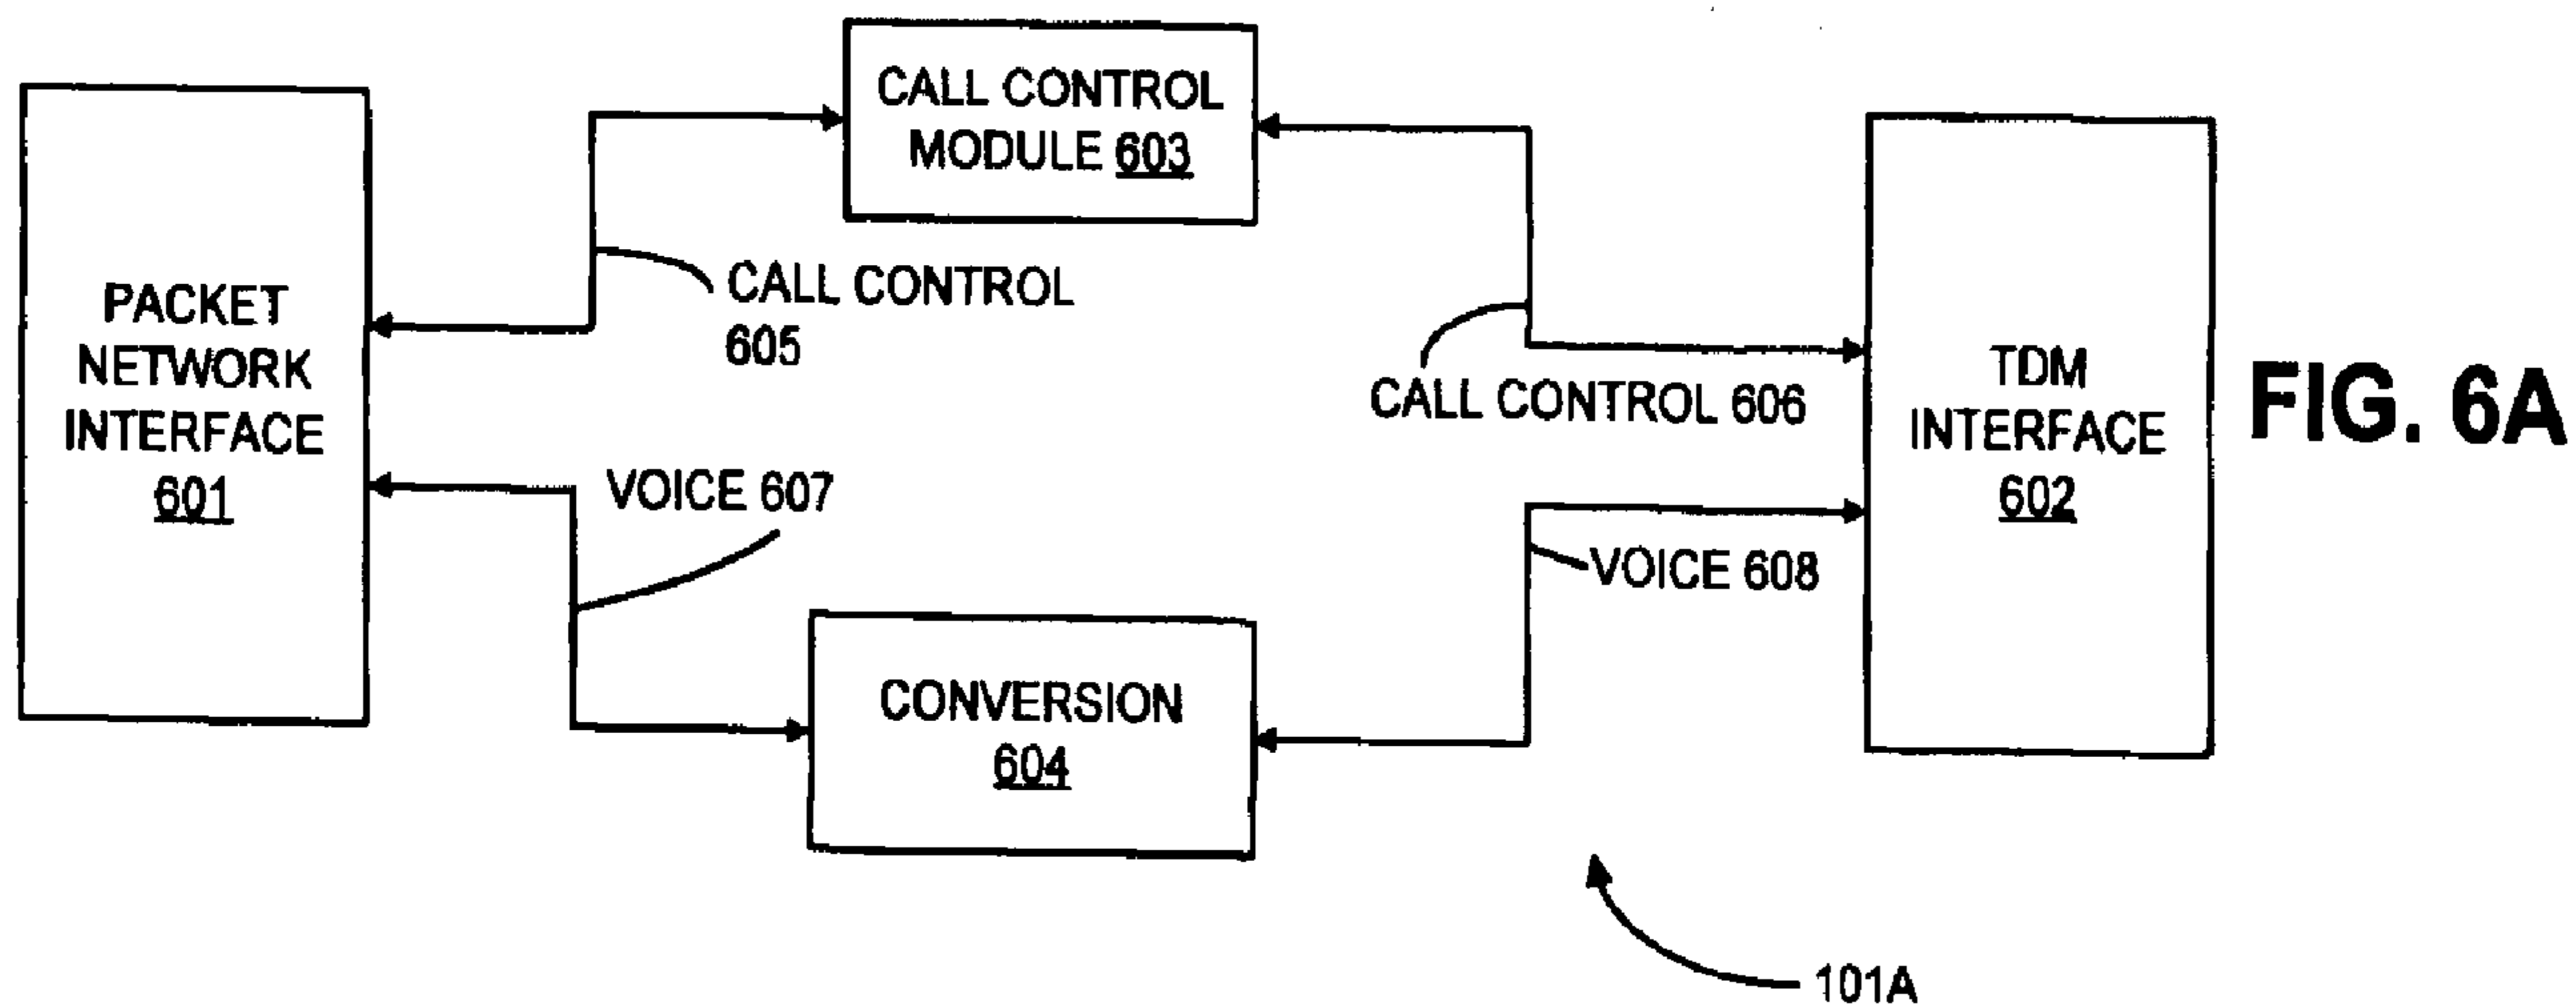 CALL CONTROL
MODULE 603
PACKET
NETWORK
INTERFACE
601
CALL CONTROL
605
CALL CONTROL 606
TDM
INTERFACE
602
FIG. 6A
VOICE 607
VOICE 608
CONVERSION
604
101A